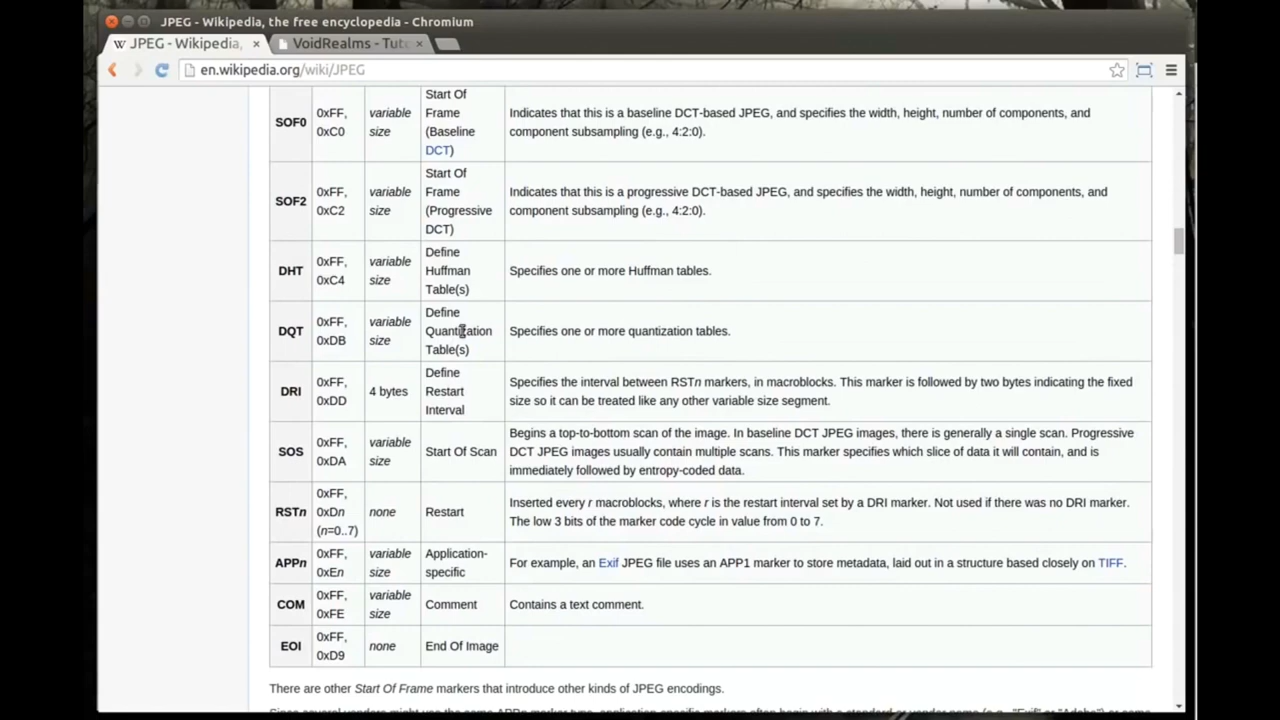 JPEG - Wikipedia, the free encyclopedia - Chromium
W JPEG - Wikipedia,
VoidRealms - Tut
en.wikipedia.org/wiki/JPEG
SOF0
0xFF,
0xC0
variable
size
Start Of
Frame
(Baseline
DCT)
Indicates that this is a baseline DCT-based JPEG, and specifies the width, height, number of components, and
component subsampling (e.g., 4:2:0).
SOF2
0xFF,
0xC2
variable
size
Start Of
Frame
(Progressive
DCT)
Indicates that this is a progressive DCT-based JPEG, and specifies the width, height, number of components, and
component subsampling (e.g., 4:2:0).
DHT
0xFF,
0xC4
variable
size
Define
Huffman
Table(s)
Specifies one or more Huffman tables.
DQT
0xFF,
0xDB
variable
size
Define
Quantization
Table(s)
Specifies one or more quantization tables.
DRI
0xFF,
0xDD
4 bytes
Define
Restart
Interval
Specifies the interval between RSTn markers, in macroblocks. This marker is followed by two bytes indicating the fixed
size so it can be treated like any other variable size segment.
SOS
0xFF,
0xDA
variable
size
Start Of Scan
Begins a top-to-bottom scan of the image. In baseline DCT JPEG images, there is generally a single scan. Progressive
DCT JPEG images usually contain multiple scans. This marker specifies which slice of data it will contain, and is
immediately followed by entropy-coded data.
RSTn
0xFF,
0xDn
(n=0..7)
none
Restart
Inserted every r macroblocks, where r is the restart interval set by a DRI marker. Not used if there was no DRI marker.
The low 3 bits of the marker code cycle in value from 0 to 7.
APPn
0xFF,
0xEn
variable
size
Application-
specific
For example, an Exif JPEG file uses an APP1 marker to store metadata, laid out in a structure based closely on TIFF.
COM
0xFF,
0xFE
variable
size
Comment
Contains a text comment.
EOI
0xFF,
0xD9
none
End Of Image
There are other Start Of Frame markers that introduce other kinds of JPEG encodings.